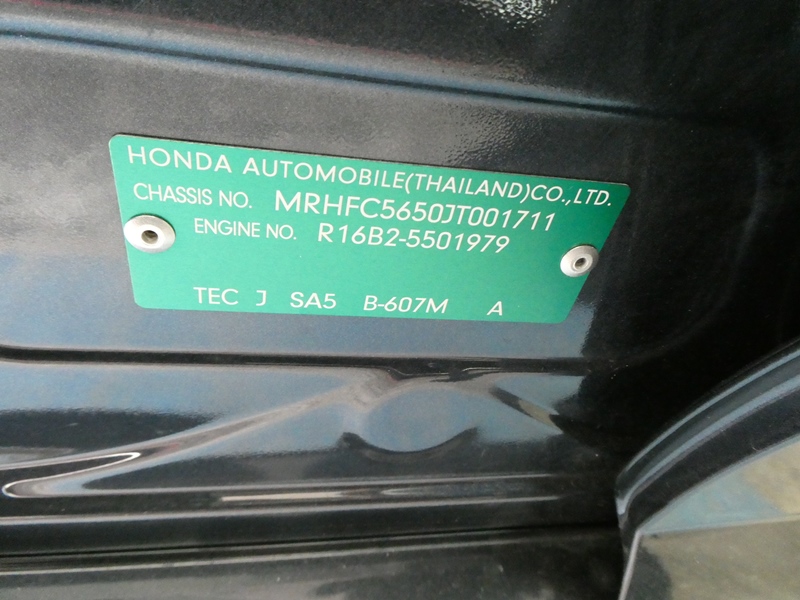 HONDA AUTOMOBILE(THAILAND)CO.,LTD.
CHASSIS NO. MRHFC5650JT001711
ENGINE NO. R16B2-5501979
TEC J SA5 B-607M A